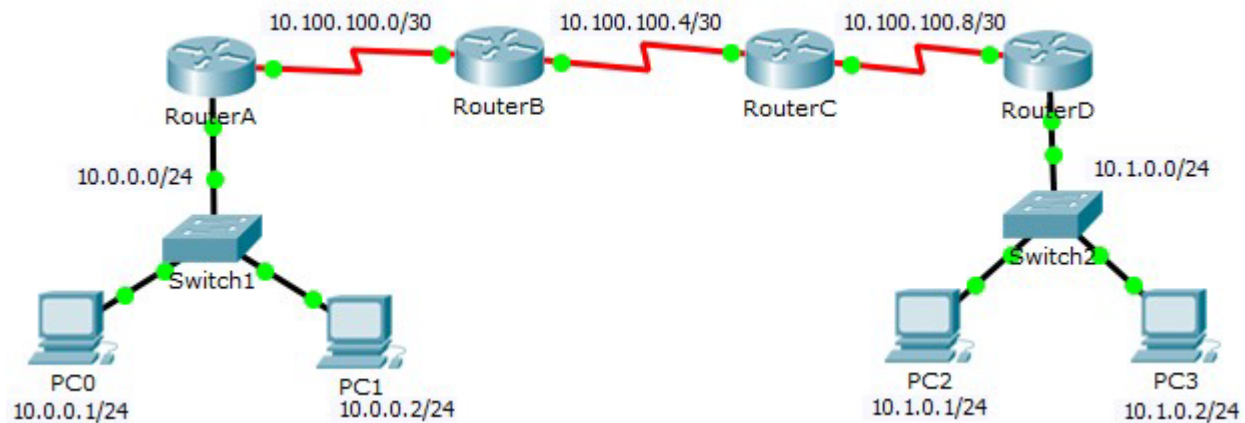 10.100.100.0/30
10.100.100.4/30
10.100.100.8/30
RouterA
RouterB
RouterC
RouterD
10.0.0.0/24
10.1.0.0/24
Switch1
Switch2
PC0
PC1
PC2
PC3
10.0.0.1/24
10.0.0.2/24
10.1.0.1/24
10.1.0.2/24